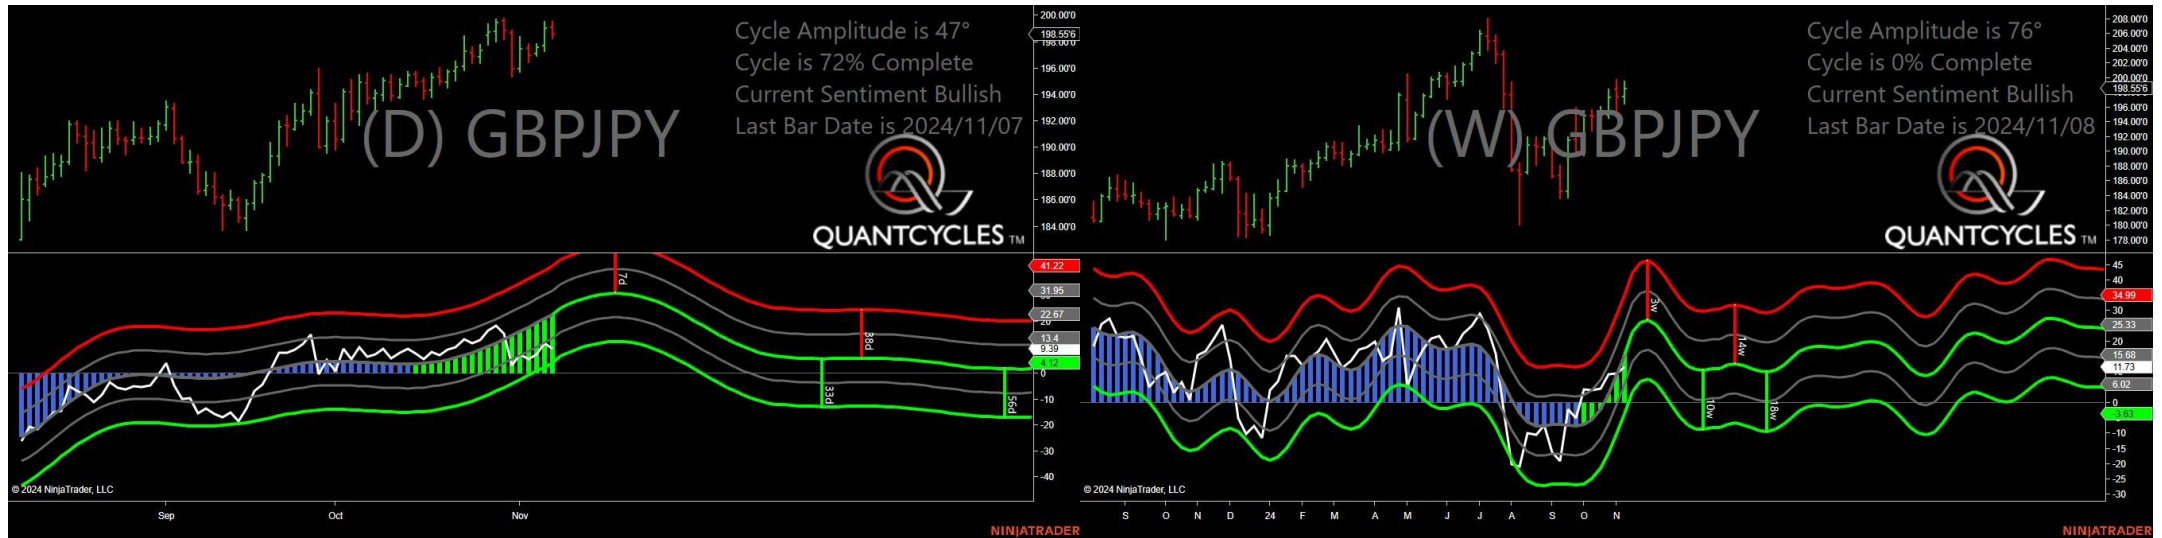 Cycle Amplitude is 47°
Cycle is 72% Complete
Current Sentiment Bullish
Last Bar Date is 2024/11/07
(D) GBPJPY
QUANTCYCLES TM
200.00'0
198.55'6
198.00'0
196.00'0
194.00'0
192.00'0
190.00'0
188.00'0
186.00'0
184.00'0
7d
38d
33d
56d
41.22
31.95
22.67
20
13.4
9.39
4.12
0
-10
-20
-30
-40
© 2024 NinjaTrader, LLC
Sep
Oct
Nov
NINJATRADER
Cycle Amplitude is 76°
Cycle is 0% Complete
Current Sentiment Bullish
Last Bar Date is 2024/11/08
(W) GBPJPY
QUANTCYCLES TM
208.00'0
206.00'0
204.00'0
202.00'0
200.00'0
198.55'6
196.00'0
194.00'0
192.00'0
190.00'0
188.00'0
186.00'0
184.00'0
182.00'0
180.00'0
178.00'0
3w
14w
10w
18w
45
40
34.99
30
25.33
20
15.68
11.73
6.02
0
-3.63
-10
-15
-20
-25
-30
© 2024 NinjaTrader, LLC
S O N D 24 F M A M J J A S O N
NINJATRADER